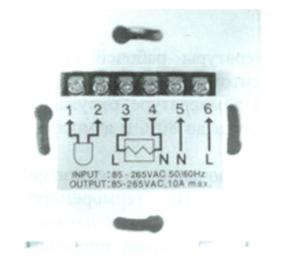 1 2 3 4 5 6
L N N L
INPUT :85-265VAC 50/60Hz
OUTPUT:85-265VAC,10A max.